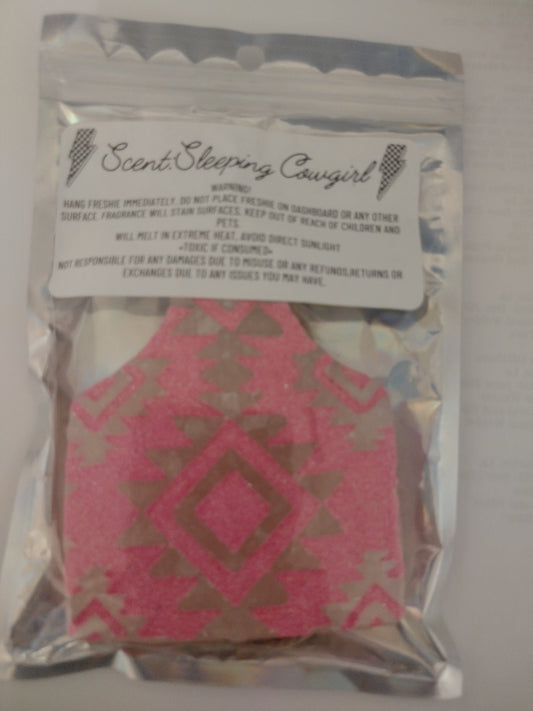 Scent: Sleeping Cowgirl
WARNING!
HANG FRESHIE IMMEDIATELY. DO NOT PLACE FRESHIE ON DASHBOARD OR ANY OTHER
SURFACE. FRAGRANCE WILL STAIN SURFACES. KEEP OUT OF REACH OF CHILDREN AND
PETS.
WILL MELT IN EXTREME HEAT. AVOID DIRECT SUNLIGHT
*TOXIC IF CONSUMED*
NOT RESPONSIBLE FOR ANY DAMAGES DUE TO MISUSE OR ANY REFUNDS,RETURNS OR
EXCHANGES DUE TO ANY ISSUES YOU MAY HAVE.